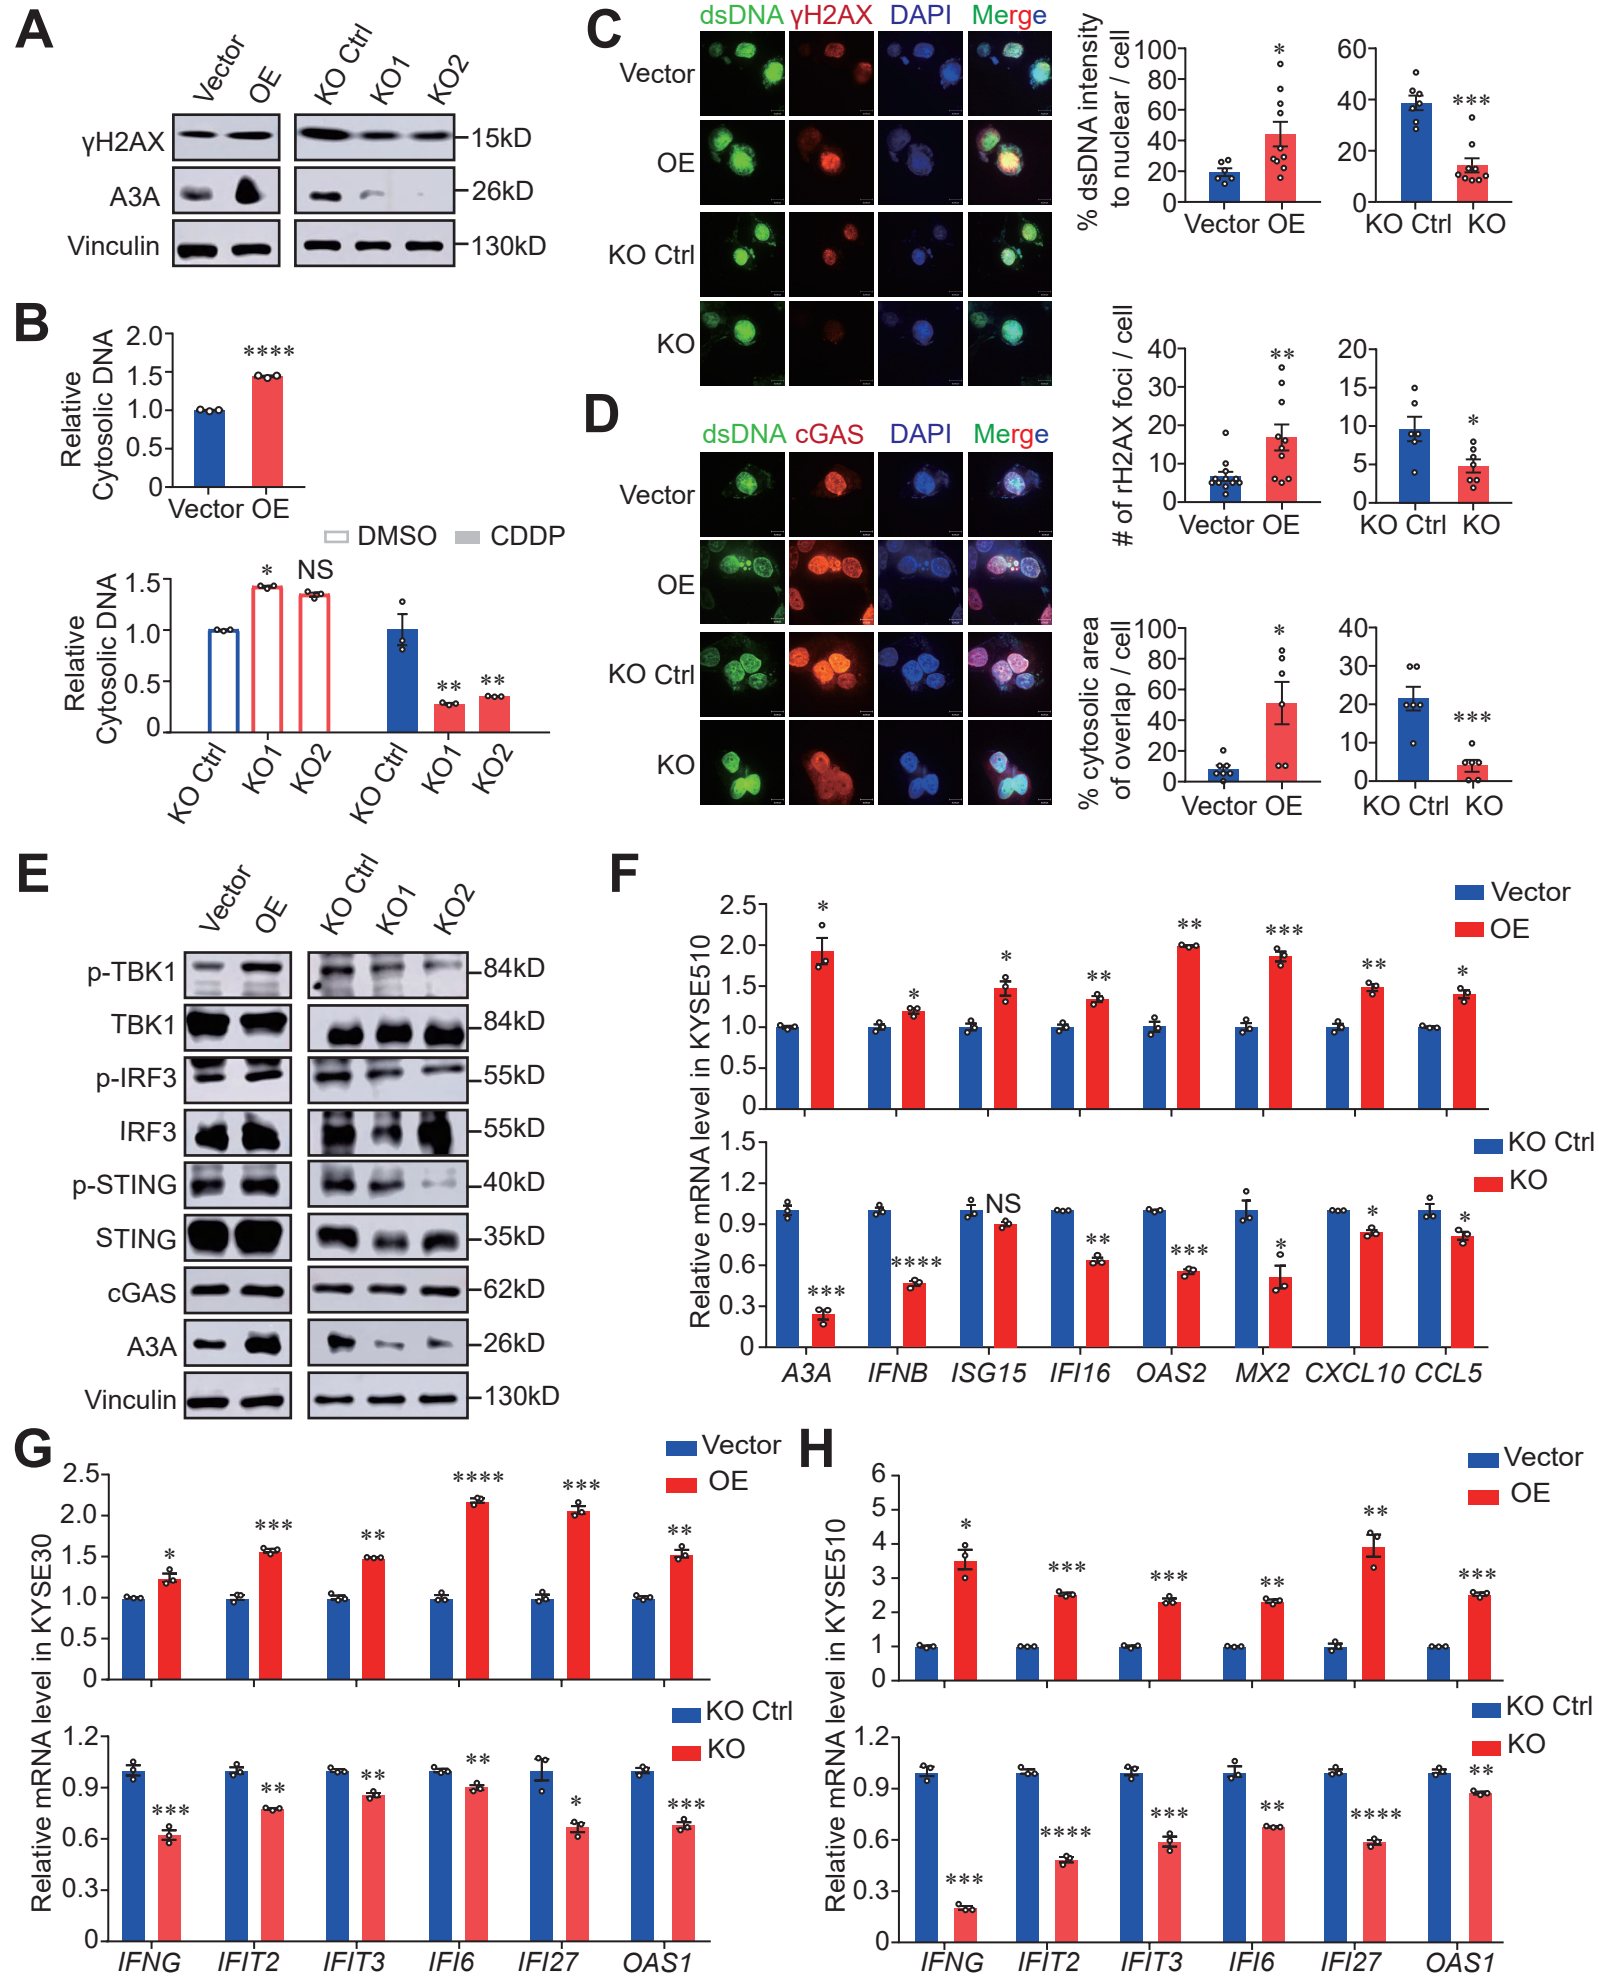 A
Vector OE KO Ctrl KO1 KO2
γH2AX 15kD
A3A 26kD
Vinculin 130kD
B
Relative
Cytosolic DNA
2.0
1.5
1.0
0.5
0
****
Vector OE
DMSO CDDP
Relative
Cytosolic DNA
1.5
1.0
0.5
0
* NS ** **
KO Ctrl KO1 KO2 KO Ctrl KO1 KO2
C
dsDNA γH2AX DAPI Merge
Vector
OE
KO Ctrl
KO
% dsDNA intensity
to nuclear / cell
100
80
60
40
20
0
*
Vector OE
60
40
20
0
***
KO Ctrl KO
# of rH2AX foci / cell
40
30
20
10
0
**
Vector OE
20
15
10
5
0
*
KO Ctrl KO
D
dsDNA cGAS DAPI Merge
Vector
OE
KO Ctrl
KO
% cytosolic area
of overlap / cell
100
80
60
40
20
0
*
Vector OE
40
30
20
10
0
***
KO Ctrl KO
E
Vector OE KO Ctrl KO1 KO2
p-TBK1 84kD
TBK1 84kD
p-IRF3 55kD
IRF3 55kD
p-STING 40kD
STING 35kD
cGAS 62kD
A3A 26kD
Vinculin 130kD
F
Relative mRNA level in KYSE510
Vector
OE
2.5
2.0
1.5
1.0
0.5
0
* * * ** ** *** ** *
KO Ctrl
KO
1.5
1.2
0.9
0.6
0.3
0
*** **** NS ** *** * * *
A3A IFNB ISG15 IFI16 OAS2 MX2 CXCL10 CCL5
G
Relative mRNA level in KYSE30
Vector
OE
2.5
2.0
1.5
1.0
0.5
0
* *** ** **** *** **
KO Ctrl
KO
1.2
0.9
0.6
0.3
0
*** ** ** ** * ***
IFNG IFIT2 IFIT3 IFI6 IFI27 OAS1
H
Relative mRNA level in KYSE510
Vector
OE
6
5
4
3
2
1
0
* *** *** ** ** ***
KO Ctrl
KO
1.2
0.9
0.6
0.3
0
*** **** *** ** **** **
IFNG IFIT2 IFIT3 IFI6 IFI27 OAS1